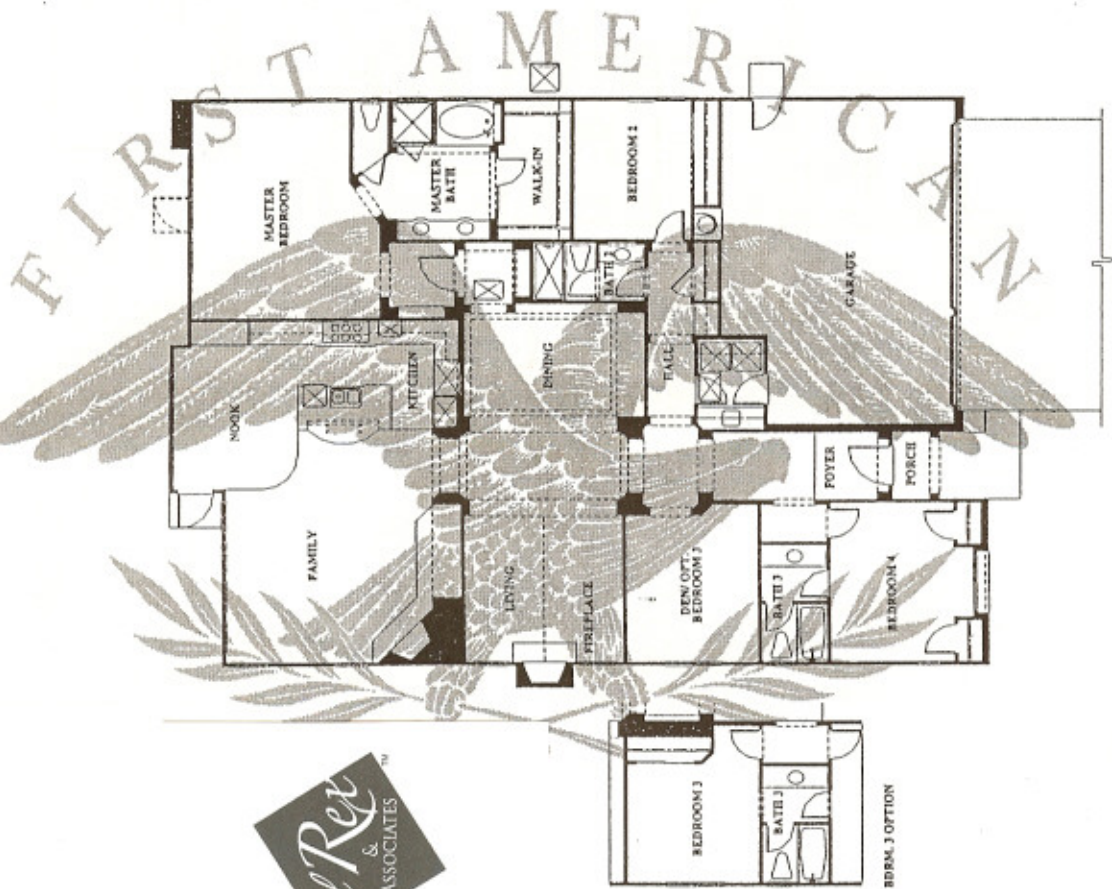 FIRST AMERICAN
MASTER
BEDROOM
MASTER
BATH
WALK-IN
BEDROOM 2
BATH 2
GARAGE
NOOK
KITCHEN
DINING
HALL
FOYER
PORCH
FAMILY
LIVING
FIREPLACE
DEN/ OPT.
BEDROOM 3
BATH 3
BEDROOM 4
BEDROOM 3
BATH 3
BDRM. 3 OPTION
Rex
&
ASSOCIATES
TM